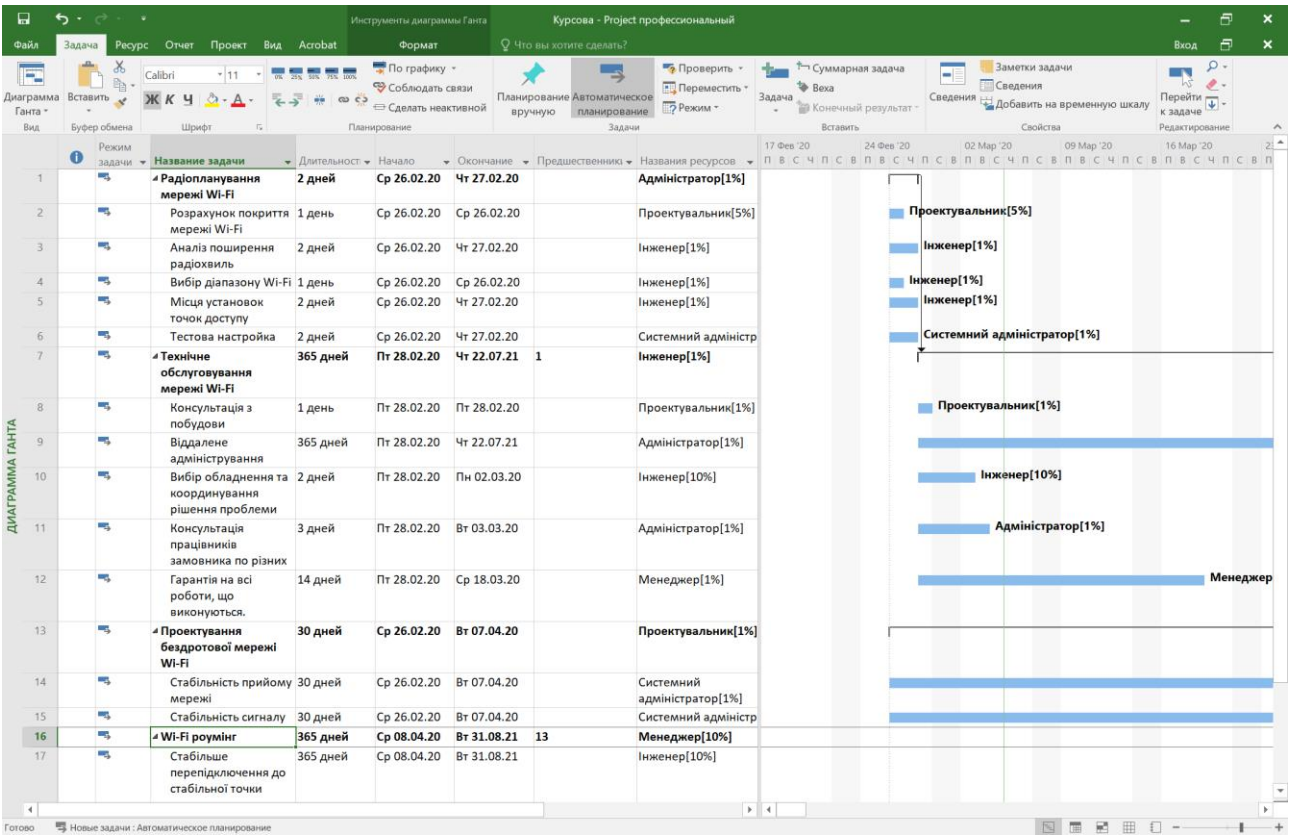 Инструменты диаграммы Ганта
Курсова - Project профессиональный
Файл Задача Ресурс Отчет Проект Вид Acrobat Формат Что вы хотите сделать? Вход
Диаграмма Ганта
Вид
Вставить
Буфер обмена
Calibri 11
Ж К Ч А
Шрифт
0% 25% 50% 75% 100%
По графику
Соблюдать связи
Сделать неактивной
Планирование
Планирование вручную
Автоматическое планирование
Проверить
Переместить
Режим
Задачи
Задача
Суммарная задача
Веха
Конечный результат
Вставить
Сведения
Заметки задачи
Сведения
Добавить на временную шкалу
Свойства
Перейти к задаче
Редактирование
Режим задачи Название задачи Длительность Начало Окончание Предшественники Названия ресурсов
17 Фев '20 24 Фев '20 02 Мар '20 09 Мар '20 16 Мар '20
П В С Ч П С В П В С Ч П С В П В С Ч П С В П В С Ч П С В П В С Ч П С В П
ДИАГРАММА ГАНТА
1 Радіопланування 2 дней Ср 26.02.20 Чт 27.02.20 Адміністратор[1%]
мережі Wi-Fi
2 Розрахунок покриття 1 день Ср 26.02.20 Ср 26.02.20 Проектувальник[5%] Проектувальник[5%]
мережі Wi-Fi
3 Аналіз поширення 2 дней Ср 26.02.20 Чт 27.02.20 Інженер[1%] Інженер[1%]
радіохвиль
4 Вибір діапазону Wi-Fi 1 день Ср 26.02.20 Ср 26.02.20 Інженер[1%] Інженер[1%]
5 Місця установок 2 дней Ср 26.02.20 Чт 27.02.20 Інженер[1%] Інженер[1%]
точок доступу
6 Тестова настройка 2 дней Ср 26.02.20 Чт 27.02.20 Системний адміністр Системний адміністратор[1%]
7 Технічне 365 дней Пт 28.02.20 Чт 22.07.21 1 Інженер[1%]
обслуговування
мережі Wi-Fi
8 Консультація з 1 день Пт 28.02.20 Пт 28.02.20 Проектувальник[1%] Проектувальник[1%]
побудови
9 Віддалене 365 дней Пт 28.02.20 Чт 22.07.21 Адміністратор[1%]
адміністрування
10 Вибір обладнення та 2 дней Пт 28.02.20 Пн 02.03.20 Інженер[10%] Інженер[10%]
координування
рішення проблеми
11 Консультація 3 дней Пт 28.02.20 Вт 03.03.20 Адміністратор[1%] Адміністратор[1%]
працівників
замовника по різних
12 Гарантія на всі 14 дней Пт 28.02.20 Ср 18.03.20 Менеджер[1%] Менеджер
роботи, що
виконуються.
13 Проектування 30 дней Ср 26.02.20 Вт 07.04.20 Проектувальник[1%]
бездротової мережі
Wi-Fi
14 Стабільність прийому 30 дней Ср 26.02.20 Вт 07.04.20 Системний
мережі адміністратор[1%]
15 Стабільність сигналу 30 дней Ср 26.02.20 Вт 07.04.20 Системний адміністр
16 Wi-Fi роумінг 365 дней Ср 08.04.20 Вт 31.08.21 13 Менеджер[10%]
17 Стабільше 365 дней Ср 08.04.20 Вт 31.08.21 Інженер[10%]
перепідключення до
стабільної точки
Готово Новые задачи : Автоматическое планирование